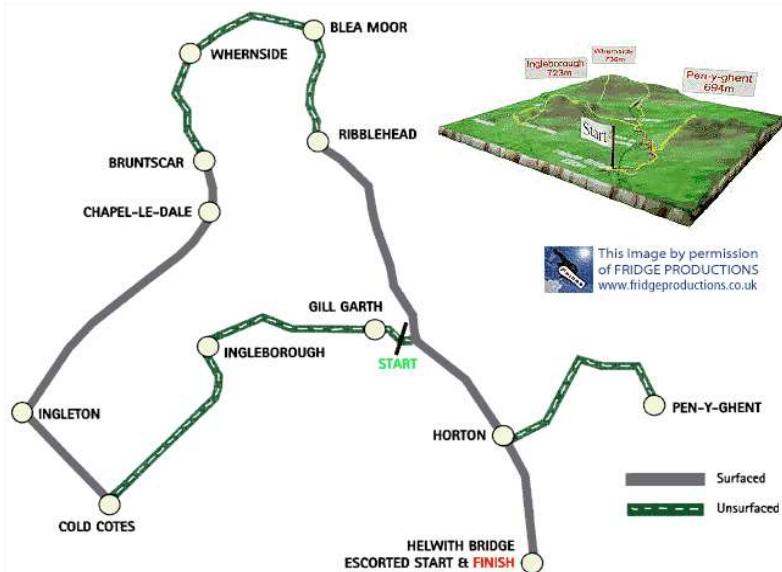 BLEA MOOR
WHERNSIDE
RIBBLEHEAD
BRUNTSCAR
CHAPEL-LE-DALE
Whernside
736m
Ingleborough
723m
Pen-y-ghent
694m
Start
This image by permission
of FRIDGE PRODUCTIONS
www.fridgeproductions.co.uk
GILL GARTH
INGLEBOROUGH
START
INGLETON
PEN-Y-GHENT
HORTON
COLD COTES
Surfaced
Unsurfaced
HELWITH BRIDGE
ESCORTED START & FINISH